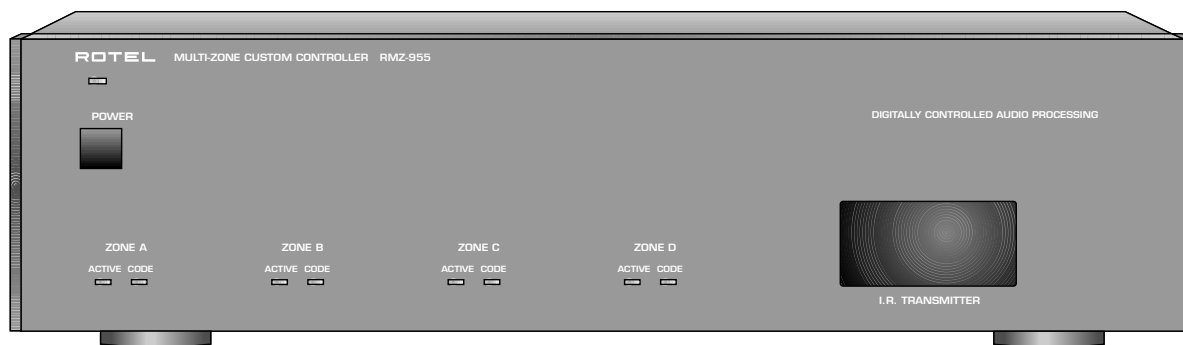 ROTEL MULTI-ZONE CUSTOM CONTROLLER RMZ-955
POWER
DIGITALLY CONTROLLED AUDIO PROCESSING
ZONE A ZONE B ZONE C ZONE D
ACTIVE CODE ACTIVE CODE ACTIVE CODE ACTIVE CODE
I.R. TRANSMITTER